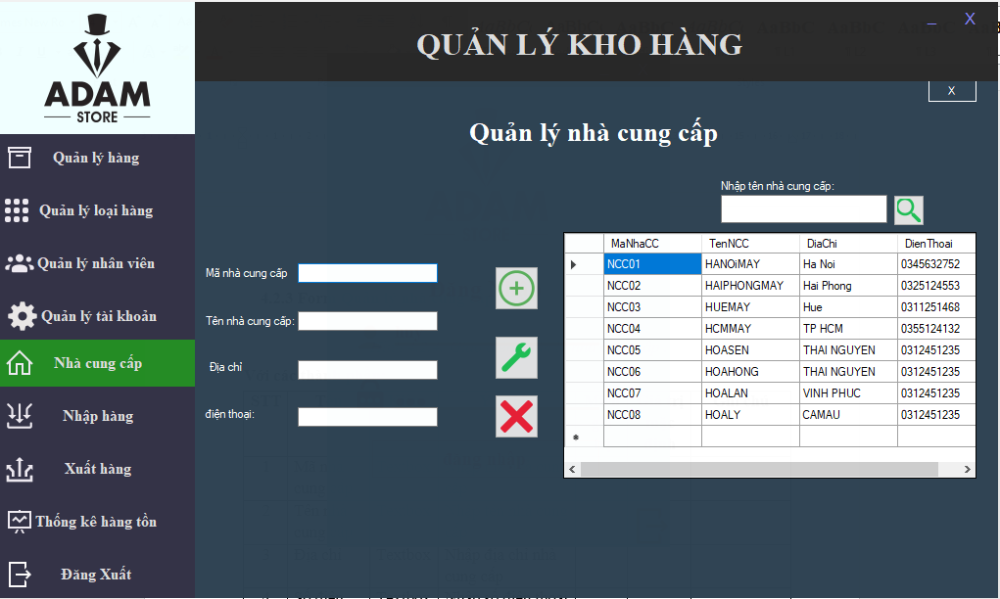 ADAM
STORE
QUẢN LÝ KHO HÀNG
_ X
X
Quản lý hàng
Quản lý loại hàng
Quản lý nhân viên
Quản lý tài khoản
Nhà cung cấp
Nhập hàng
Xuất hàng
Thống kê hàng tồn
Đăng Xuất
Quản lý nhà cung cấp
Nhập tên nhà cung cấp:
Mã nhà cung cấp
Tên nhà cung cấp:
Địa chỉ
điện thoại:
MaNhaCC TenNCC DiaChi DienThoai
NCC01 HANOiMAY Ha Noi 0345632752
NCC02 HAIPHONGMAY Hai Phong 0325124553
NCC03 HUEMAY Hue 0311251468
NCC04 HCMMAY TP HCM 0355124132
NCC05 HOASEN THAI NGUYEN 0312451235
NCC06 HOAHONG THAI NGUYEN 0312451235
NCC07 HOALAN VINH PHUC 0312451235
NCC08 HOALY CAMAU 0312451235